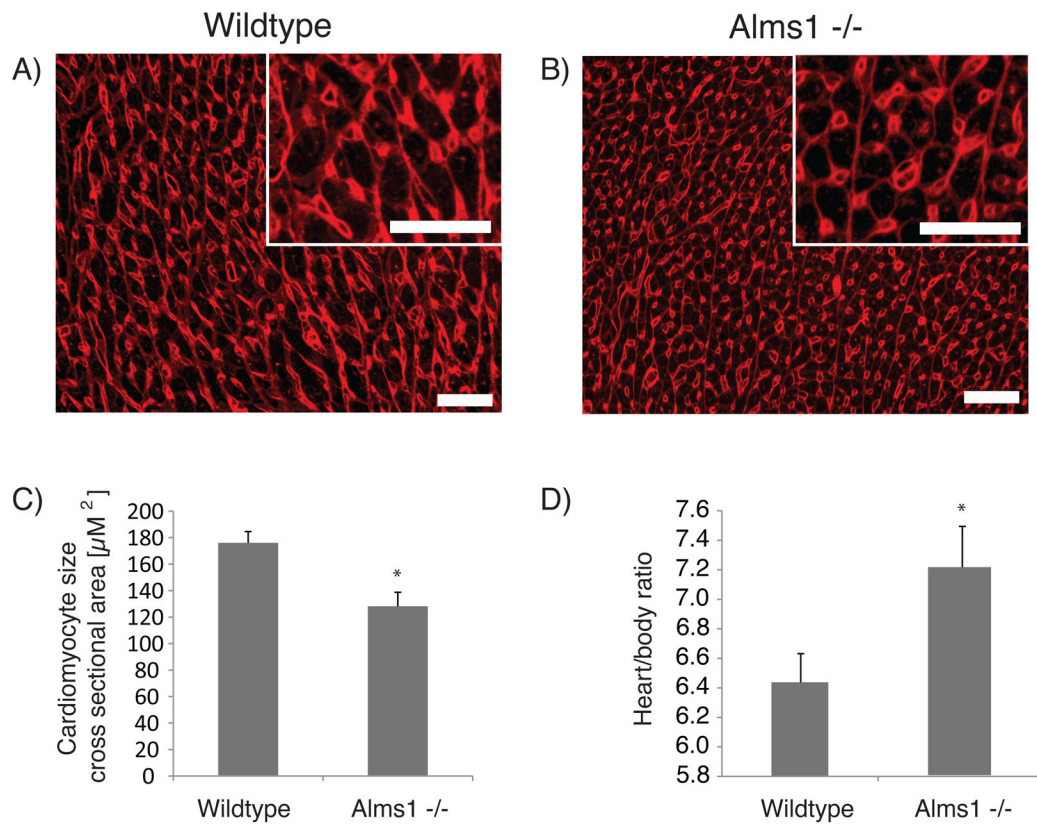 Wildtype
Alms1 -/-
A)
B)
C)
Cardiomyocyte size
cross sectional area [µM 2 ]
200
180
160
140
120
100
80
60
40
20
0
*
Wildtype
Alms1 -/-
D)
Heart/body ratio
7.6
7.4
7.2
7.0
6.8
6.6
6.4
6.2
6.0
5.8
*
Wildtype
Alms1 -/-